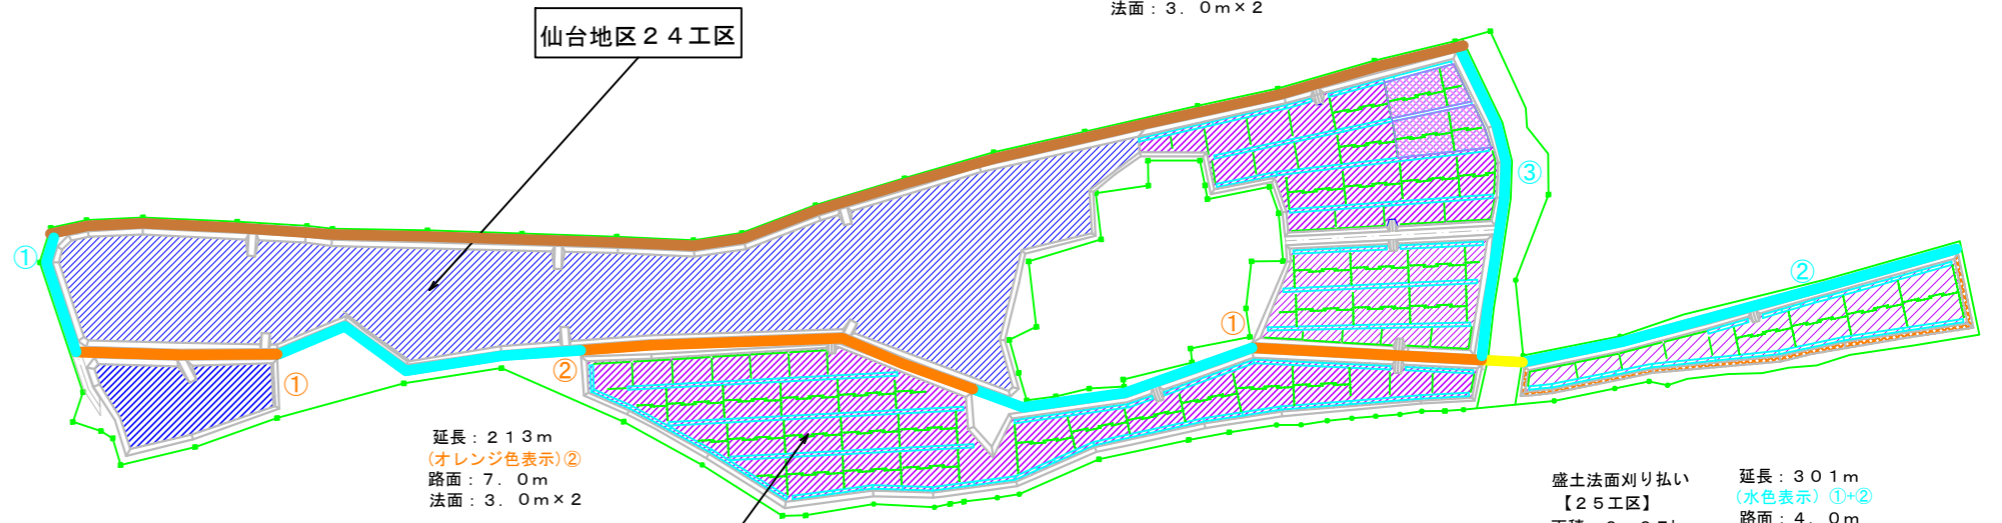 法面：３．０ｍ×２
仙台地区２４工区
①
③
②
①
②
①
延長：２１３ｍ
(オレンジ色表示)②
路面：７．０ｍ
法面：３．０ｍ×２
盛土法面刈り払い
【２５工区】
延長：３０１ｍ
(水色表示）①+②
路面：４．０ｍ